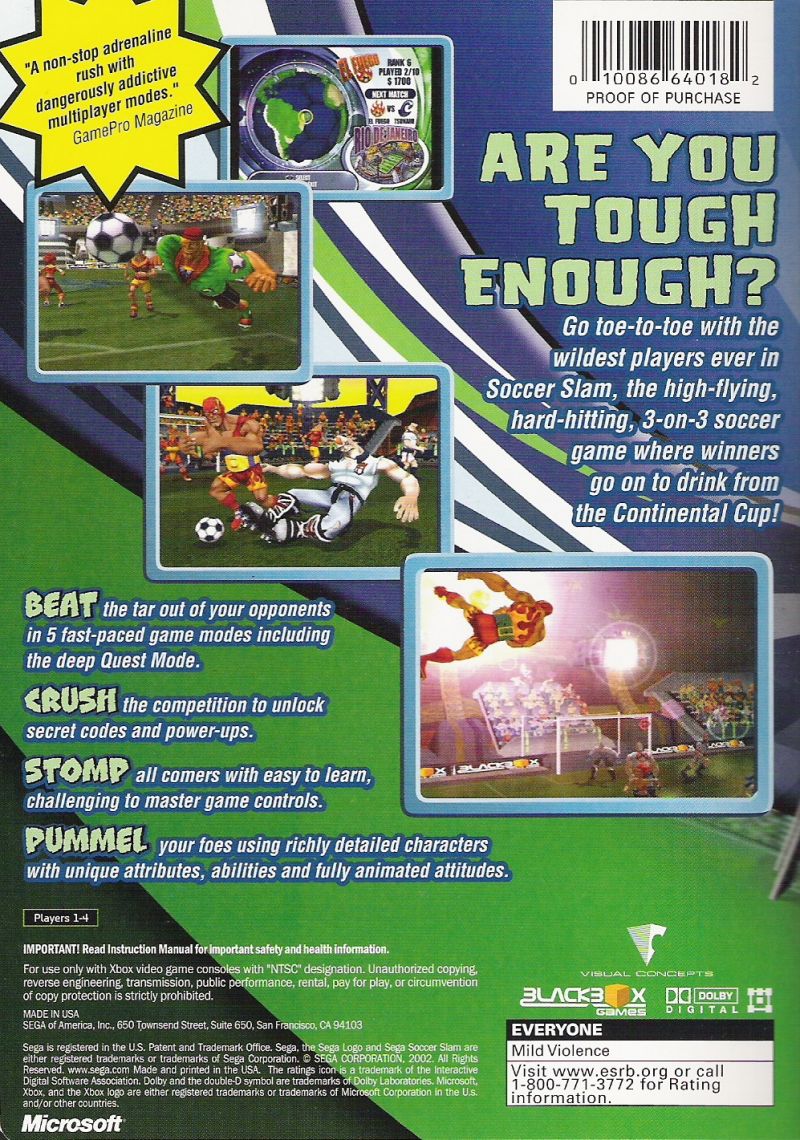 "A non-stop adrenaline
rush with
dangerously addictive
multiplayer modes."
GamePro Magazine
EL FUEGO
RANK 6
PLAYED 2/10
$ 1700
NEXT MATCH
VS
EL FUEGO TSUNAMI
RIO DE JANEIRO
SELECT
EXIT
0 10086 64018 2
PROOF OF PURCHASE
ARE YOU
TOUGH
ENOUGH?
Go toe-to-toe with the
wildest players ever in
Soccer Slam, the high-flying,
hard-hitting, 3-on-3 soccer
game where winners
go on to drink from
the Continental Cup!
BEAT the tar out of your opponents
in 5 fast-paced game modes including
the deep Quest Mode.
CRUSH the competition to unlock
secret codes and power-ups.
STOMP all comers with easy to learn,
challenging to master game controls.
PUMMEL your foes using richly detailed characters
with unique attributes, abilities and fully animated attitudes.
BLACKBOX
BLACKBOX
Players 1-4
IMPORTANT! Read Instruction Manual for important safety and health information.
For use only with Xbox video game consoles with "NTSC" designation. Unauthorized copying,
reverse engineering, transmission, public performance, rental, pay for play, or circumvention
of copy protection is strictly prohibited.
MADE IN USA
SEGA of America, Inc., 650 Townsend Street, Suite 650, San Francisco, CA 94103
Sega is registered in the U.S. Patent and Trademark Office. Sega, the Sega Logo and Sega Soccer Slam are
either registered trademarks or trademarks of Sega Corporation. © SEGA CORPORATION, 2002. All Rights
Reserved. www.sega.com Made and printed in the USA. The ratings icon is a trademark of the Interactive
Digital Software Association. Dolby and the double-D symbol are trademarks of Dolby Laboratories. Microsoft,
Xbox, and the Xbox logo are either registered trademarks or trademarks of Microsoft Corporation in the U.S.
and/or other countries.
Microsoft
VISUAL CONCEPTS
BLACKBOX
GAMES
DOLBY
DIGITAL
EVERYONE
Mild Violence
Visit www.esrb.org or call
1-800-771-3772 for Rating
information.